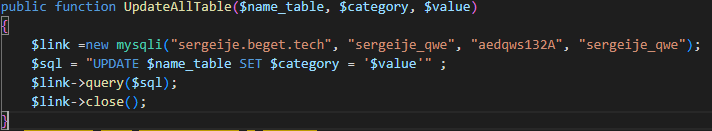 public function UpdateAllTable($name_table, $category, $value)
{
$link =new mysqli("sergeije.beget.tech", "sergeije_qwe", "aedqws132A", "sergeije_qwe");
$sql = "UPDATE $name_table SET $category = '$value'" ;
$link->query($sql);
$link->close();
}